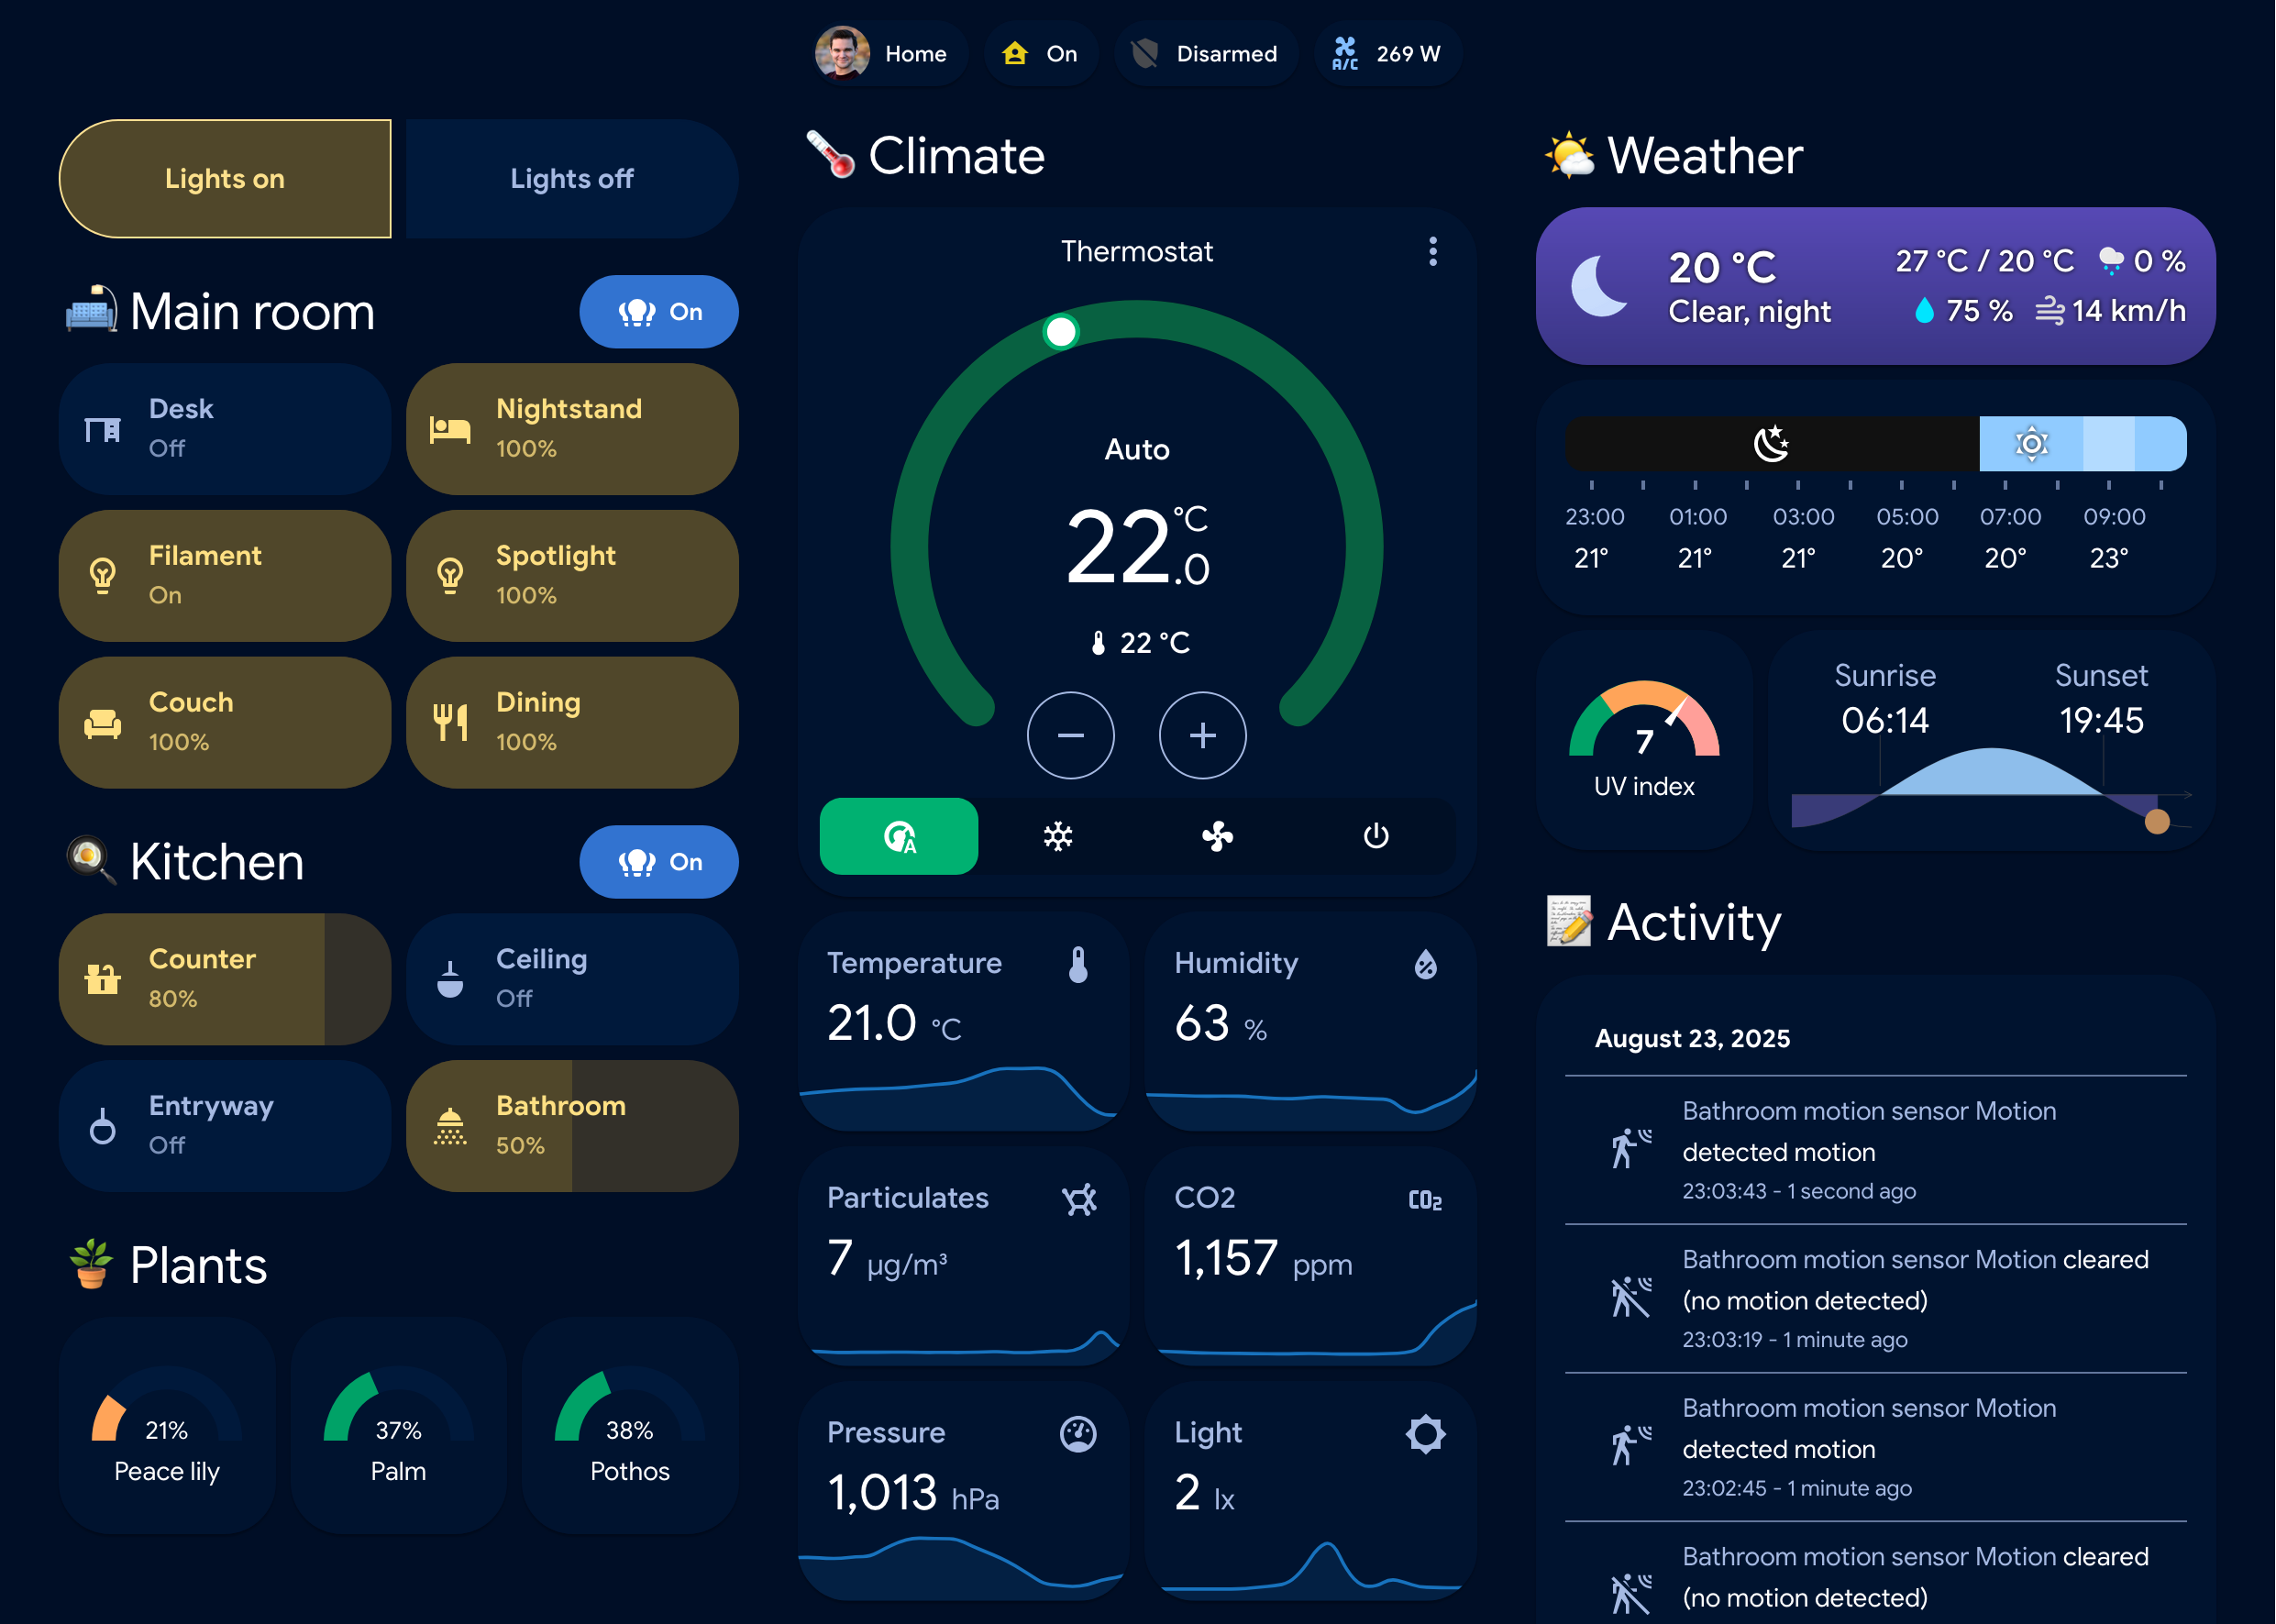 Home
On
Disarmed
A/C
269 W
Lights on
Lights off
Main room
On
Desk
Off
Nightstand
100%
Filament
On
Spotlight
100%
Couch
100%
Dining
100%
Kitchen
On
Counter
80%
Ceiling
Off
Entryway
Off
Bathroom
50%
Plants
21%
Peace lily
37%
Palm
38%
Pothos
Climate
Thermostat
Auto
22.0 °C
22 °C
A
Temperature
21.0 °C
Humidity
63 %
Particulates
7 µg/m³
CO2
CO2
1,157 ppm
Pressure
1,013 hPa
Light
2 lx
Weather
20 °C
Clear, night
27 °C / 20 °C 0 %
75 % 14 km/h
23:00 01:00 03:00 05:00 07:00 09:00
21° 21° 21° 20° 20° 23°
7
UV index
Sunrise
06:14
Sunset
19:45
Activity
August 23, 2025
Bathroom motion sensor Motion
detected motion
23:03:43 - 1 second ago
Bathroom motion sensor Motion cleared
(no motion detected)
23:03:19 - 1 minute ago
Bathroom motion sensor Motion
detected motion
23:02:45 - 1 minute ago
Bathroom motion sensor Motion cleared
(no motion detected)